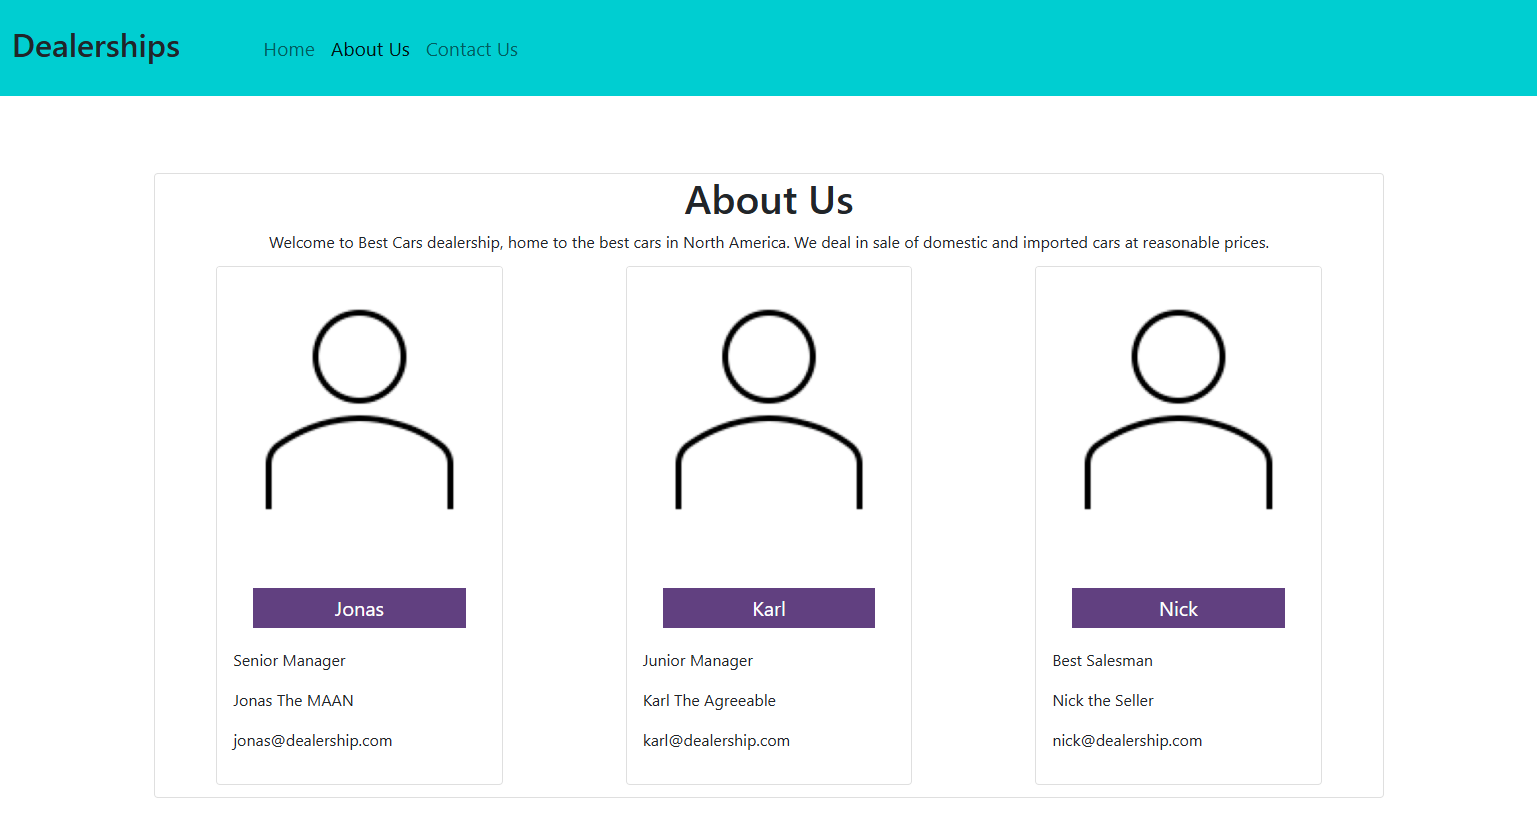 Dealerships
Home About Us Contact Us
About Us
Welcome to Best Cars dealership, home to the best cars in North America. We deal in sale of domestic and imported cars at reasonable prices.
Jonas
Senior Manager
Jonas The MAAN
jonas@dealership.com
Karl
Junior Manager
Karl The Agreeable
karl@dealership.com
Nick
Best Salesman
Nick the Seller
nick@dealership.com